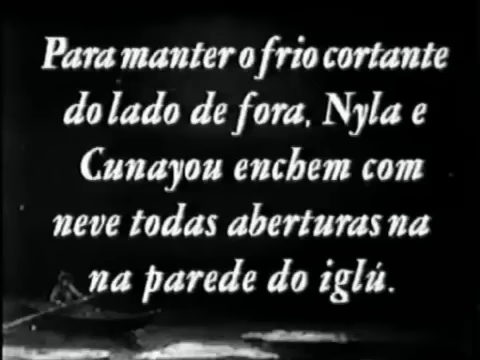 Para manter o frio cortante
do lado de fora, Nyla e
Cunayou enchem com
neve todas aberturas na
na parede do iglú.